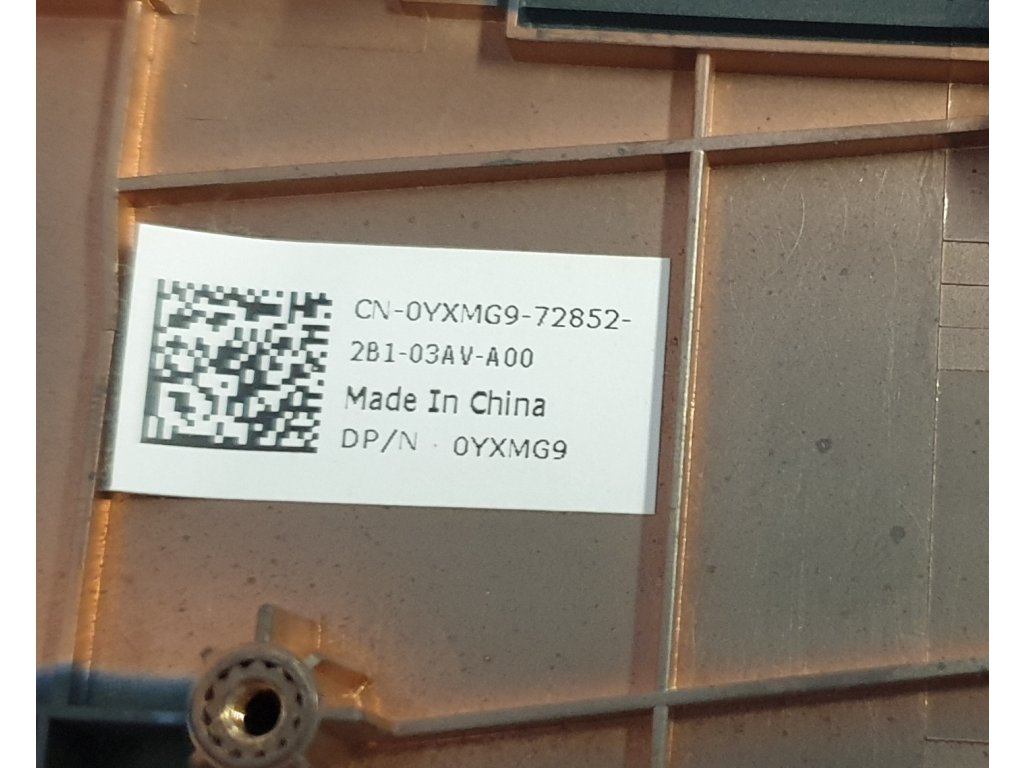 CN-0YXMG9-72852-
2B1-03AV-A00
Made In China
DP/N · 0YXMG9